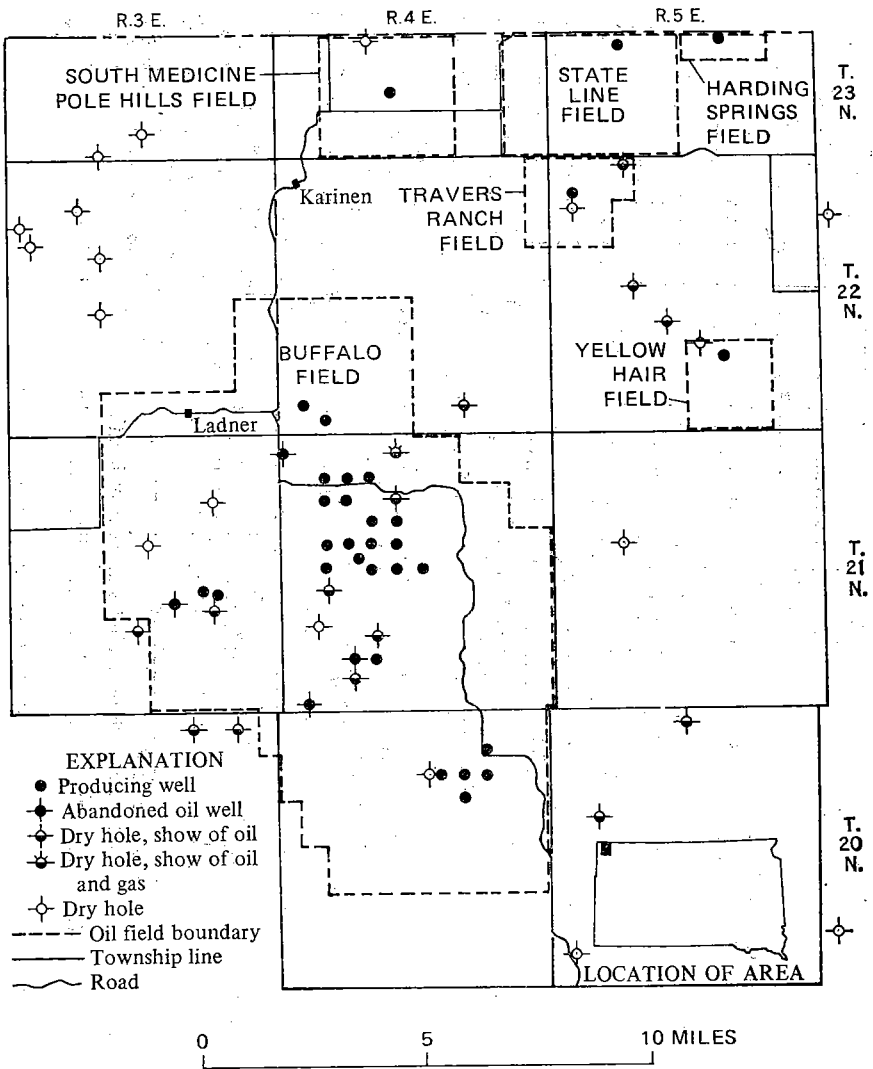 R.3 E.
R.4 E.
R.5 E.
SOUTH MEDICINE
POLE HILLS FIELD
STATE
LINE
FIELD
HARDING
SPRINGS
FIELD
T.
23
N.
Karinen
TRAVERS
RANCH
FIELD
T.
22
N.
BUFFALO
FIELD
YELLOW
HAIR
FIELD
Ladner
T.
21
N.
EXPLANATION
Producing well
Abandoned oil well
Dry hole, show of oil
Dry hole, show of oil
and gas
Dry hole
Oil field boundary
Township line
Road
T.
20
N.
LOCATION OF AREA
0
5
10 MILES